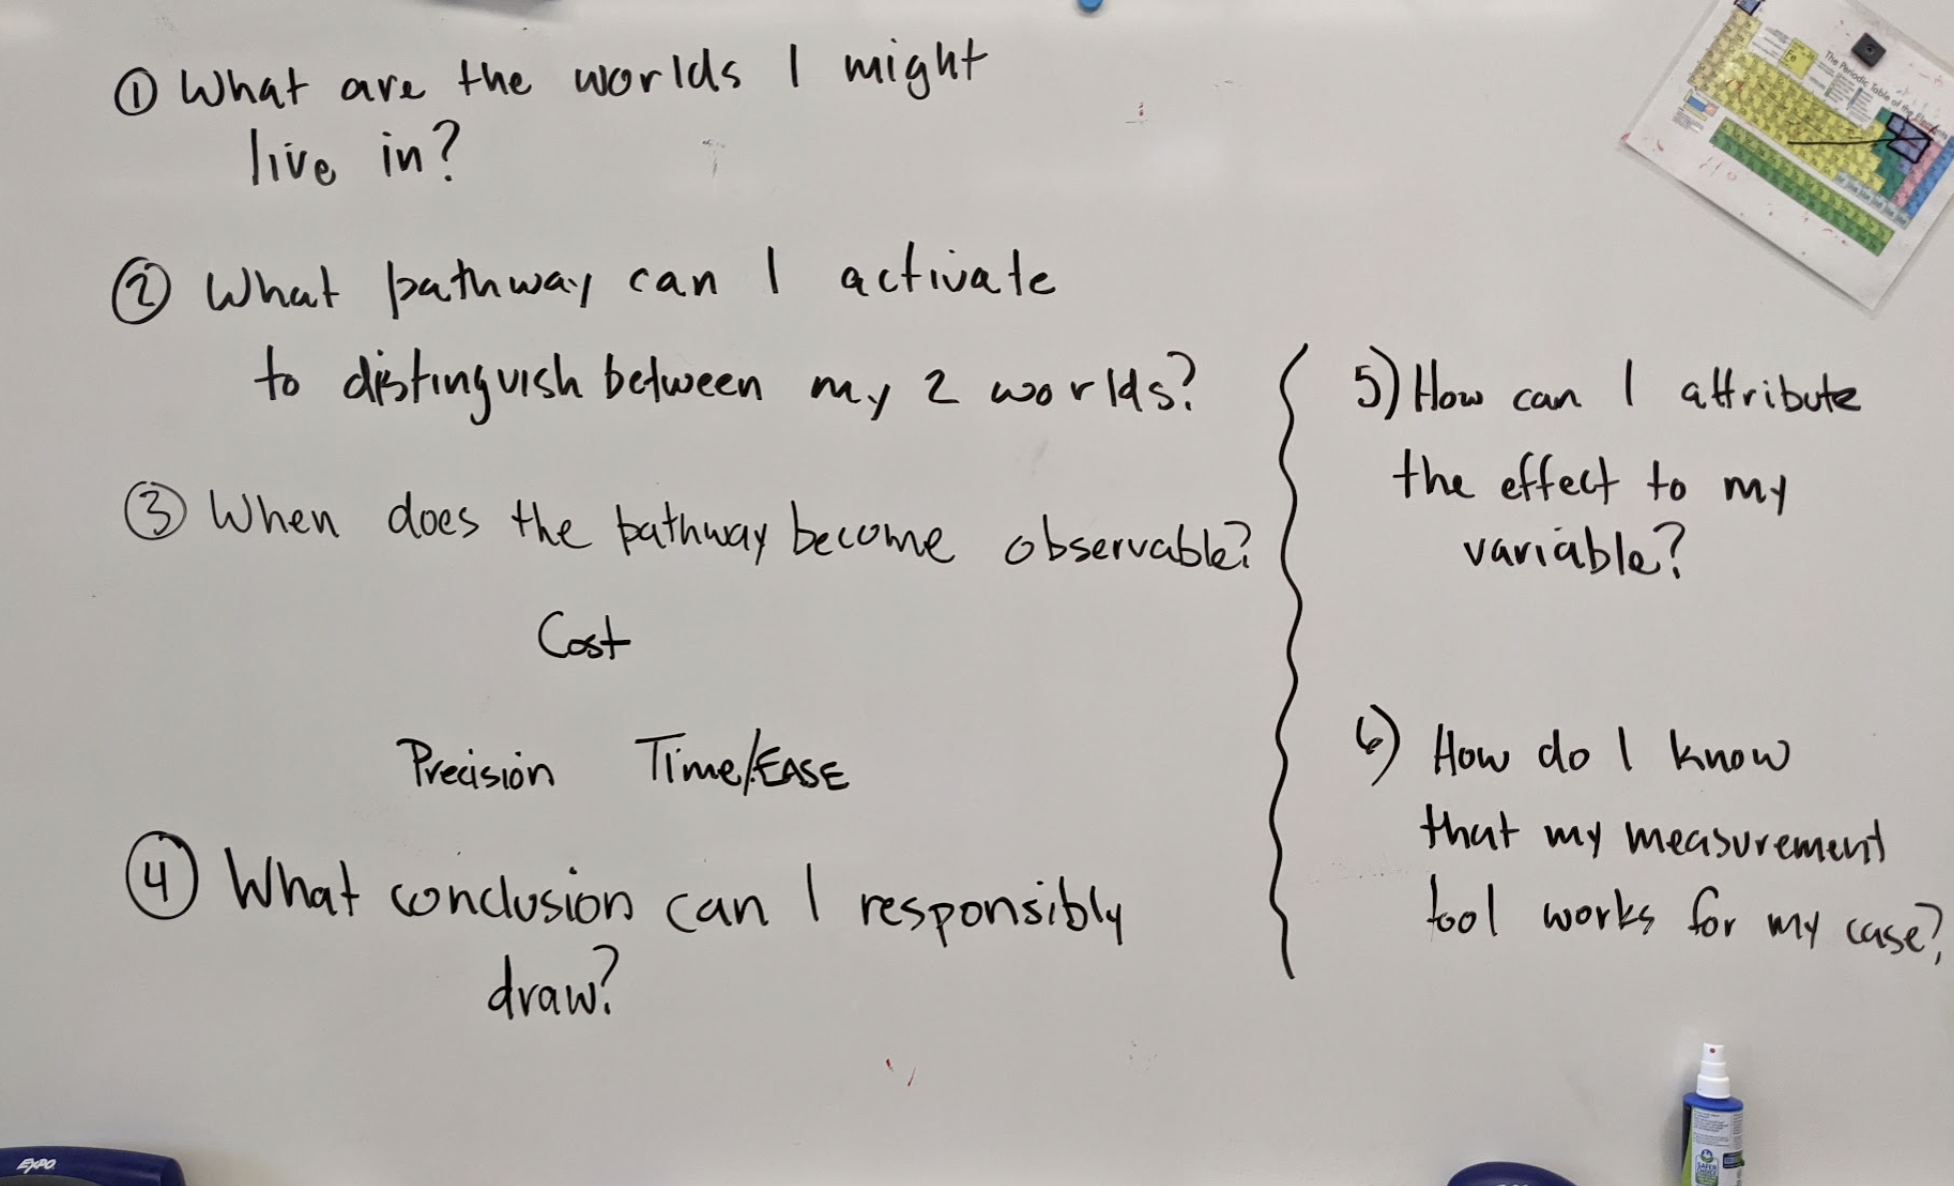 ① What are the worlds I might
live in?
② What pathway can I activate
to distinguish between my 2 worlds?
③ When does the pathway become observable?
Cost
Precision Time/EASE
④ What conclusion can I responsibly
draw?
5) How can I attribute
the effect to my
variable?
6) How do I know
that my measurement
tool works for my case?
The Periodic Table of the Elements
Fe
EXPO
SAFER
CHOICE